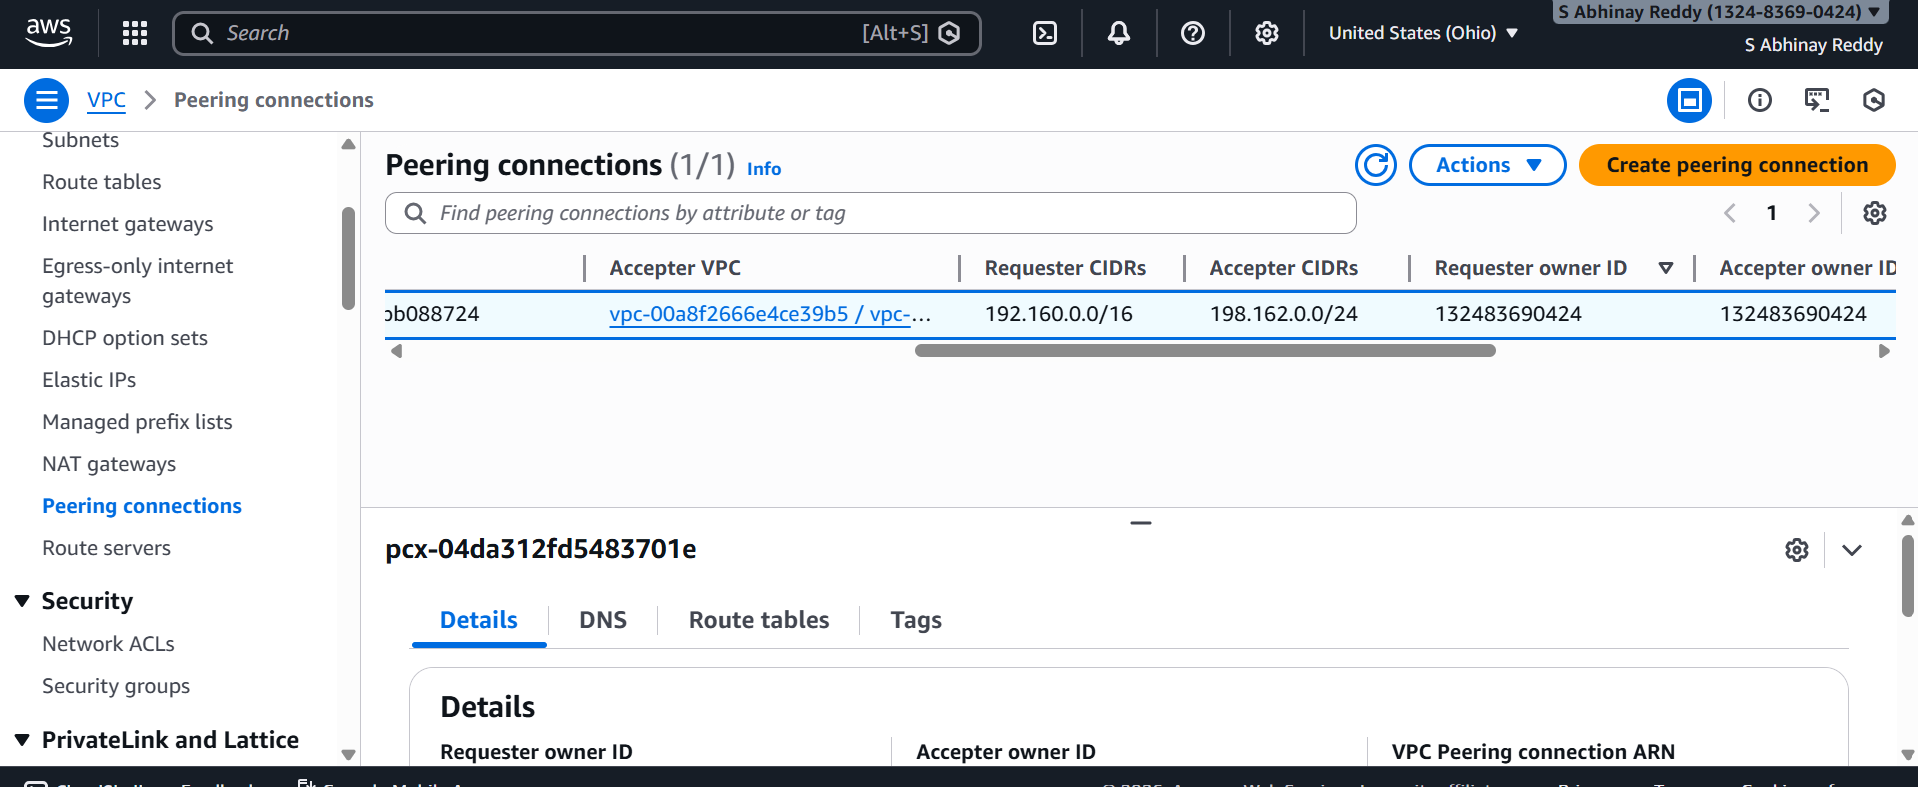 aws
Search
[Alt+S]
United States (Ohio)
S Abhinay Reddy (1324-8369-0424)
S Abhinay Reddy
VPC
Peering connections
Subnets
Route tables
Internet gateways
Egress-only internet
gateways
DHCP option sets
Elastic IPs
Managed prefix lists
NAT gateways
Peering connections
Route servers
Security
Network ACLs
Security groups
PrivateLink and Lattice
Peering connections (1/1) Info
Actions
Create peering connection
Find peering connections by attribute or tag
1
Accepter VPC
Requester CIDRs
Accepter CIDRs
Requester owner ID
Accepter owner ID
b088724
vpc-00a8f2666e4ce39b5 / vpc-...
192.160.0.0/16
198.162.0.0/24
132483690424
132483690424
pcx-04da312fd5483701e
Details
DNS
Route tables
Tags
Details
Requester owner ID
Accepter owner ID
VPC Peering connection ARN